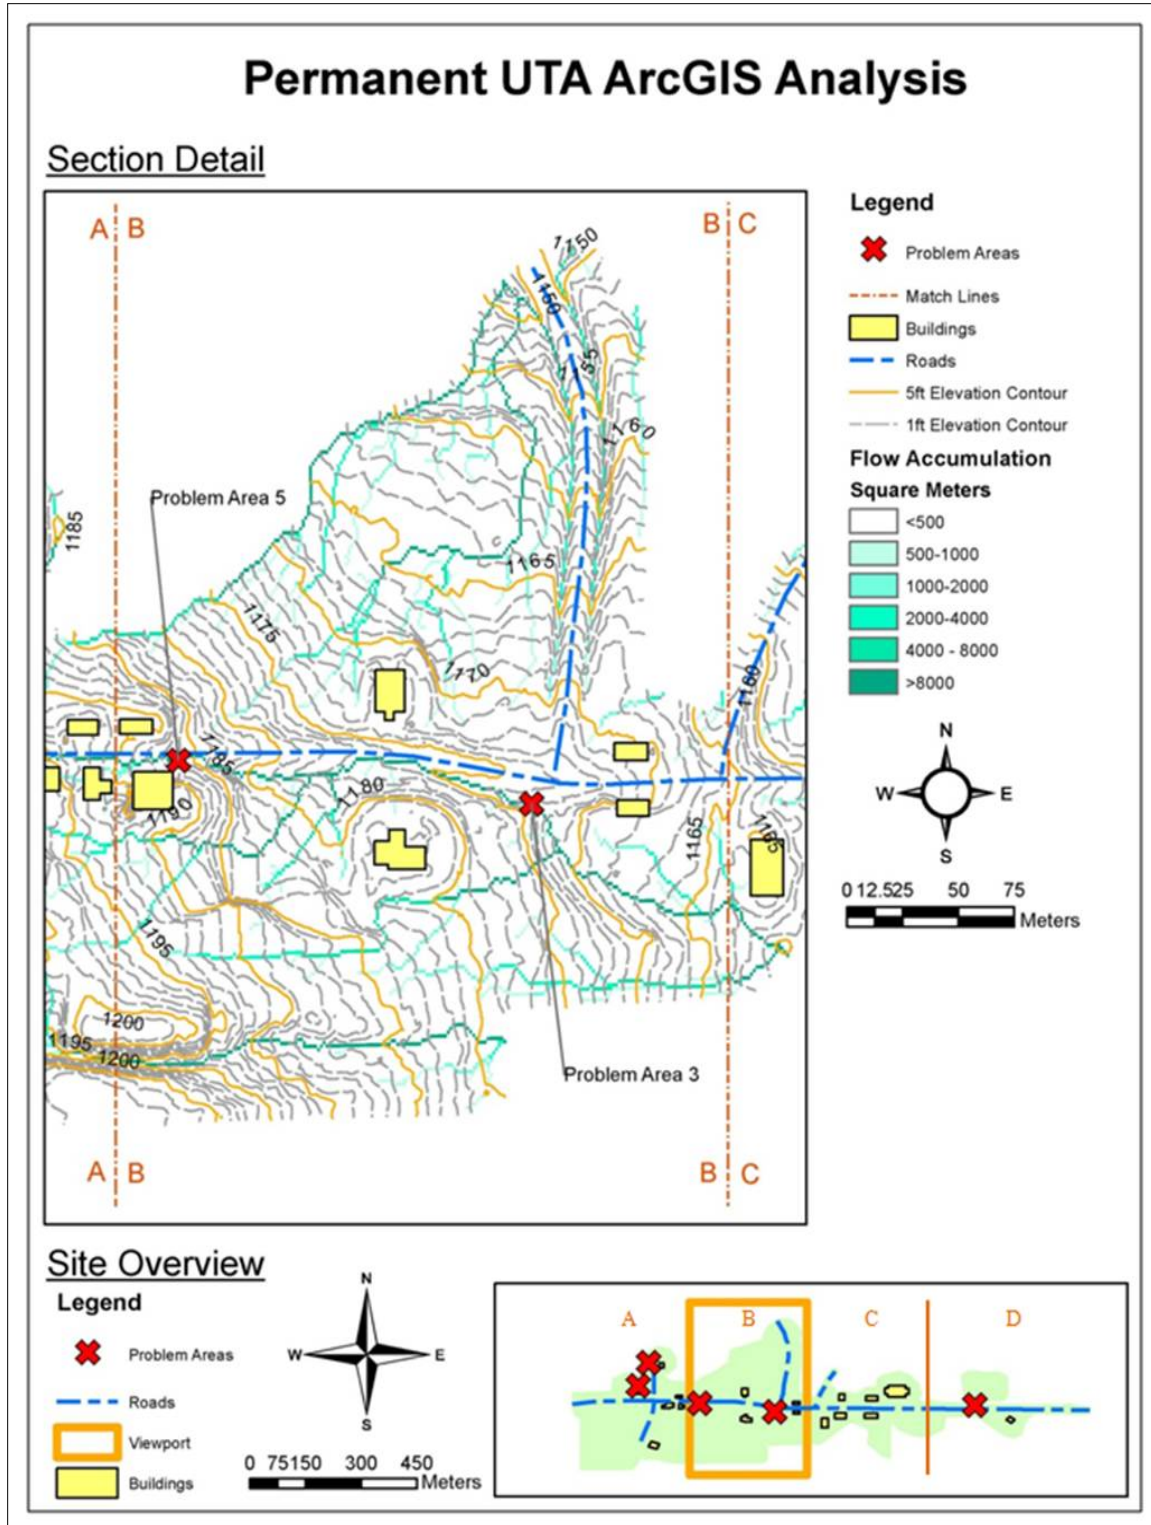 Permanent UTA ArcGIS Analysis
Section Detail
A B
B C
1150
1150
1155
1160
1185
Problem Area 5
1165
1175
1170
1160
1185
1180
1190
1165
1165
1195
1200
1195
1200
Problem Area 3
A B
B C
Legend
Problem Areas
Match Lines
Buildings
Roads
5ft Elevation Contour
1ft Elevation Contour
Flow Accumulation
Square Meters
<500
500-1000
1000-2000
2000-4000
4000 - 8000
>8000
N
W E
S
0 12.525 50 75
Meters
Site Overview
Legend
Problem Areas
Roads
Viewport
Buildings
N
W E
S
0 75150 300 450
Meters
A B C D